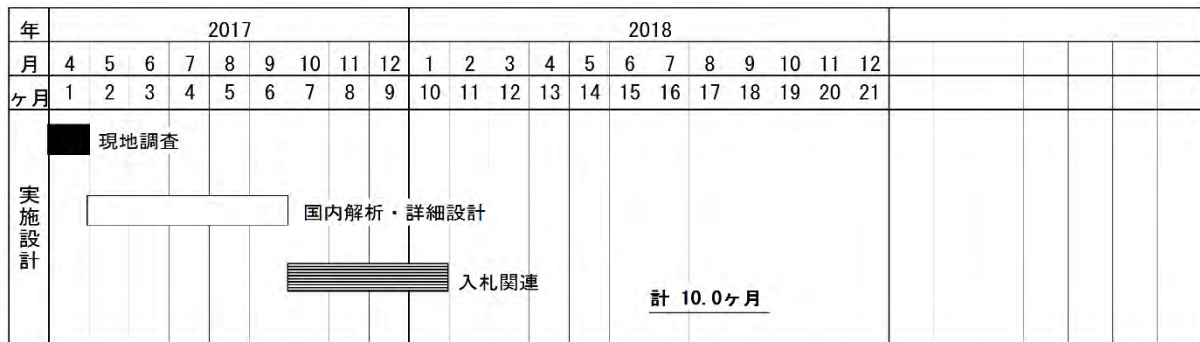 年 2017 2018
月 4 5 6 7 8 9 10 11 12 1 2 3 4 5 6 7 8 9 10 11 12
ヶ月 1 2 3 4 5 6 7 8 9 10 11 12 13 14 15 16 17 18 19 20 21
実施設計
現地調査
国内解析・詳細設計
入札関連
計 10.0ヶ月